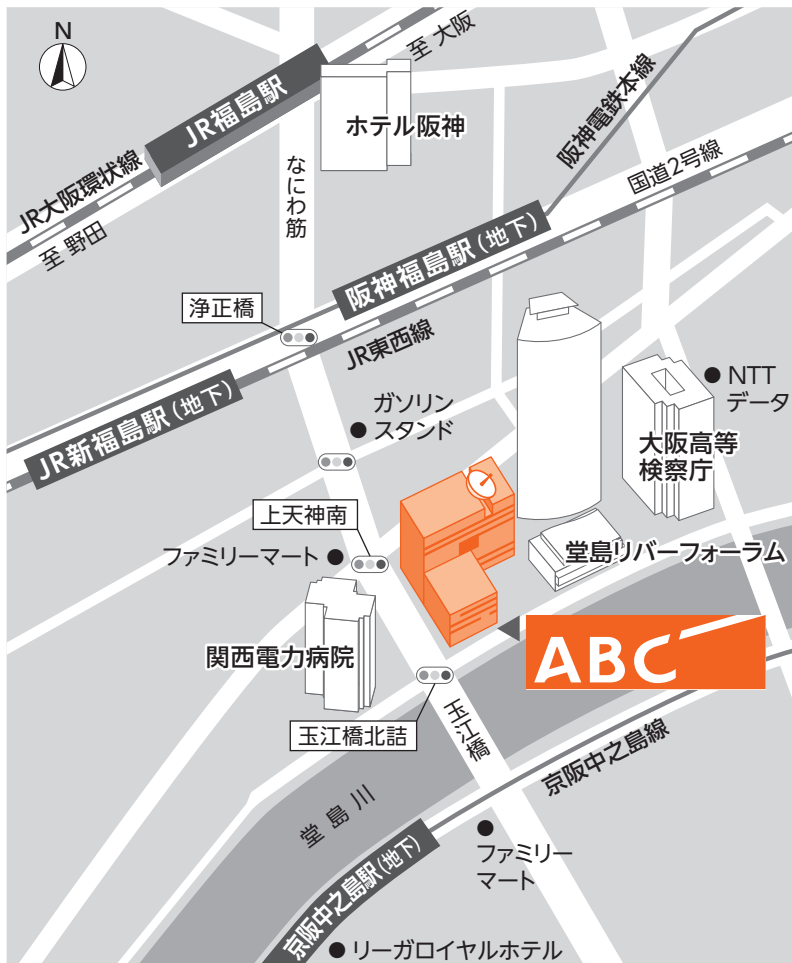 N
至 大阪
JR福島駅
ホテル阪神
阪神電鉄本線
JR大阪環状線
なにわ筋
国道2号線
至 野田
阪神福島駅(地下)
浄正橋
JR東西線
JR新福島駅(地下)
ガソリン
スタンド
NTT
データ
大阪高等
検察庁
上天神南
ファミリーマート
堂島リバーフォーラム
関西電力病院
ABC
玉江橋北詰
玉江橋
京阪中之島線
堂島川
京阪中之島駅(地下)
ファミリー
マート
リーガロイヤルホテル